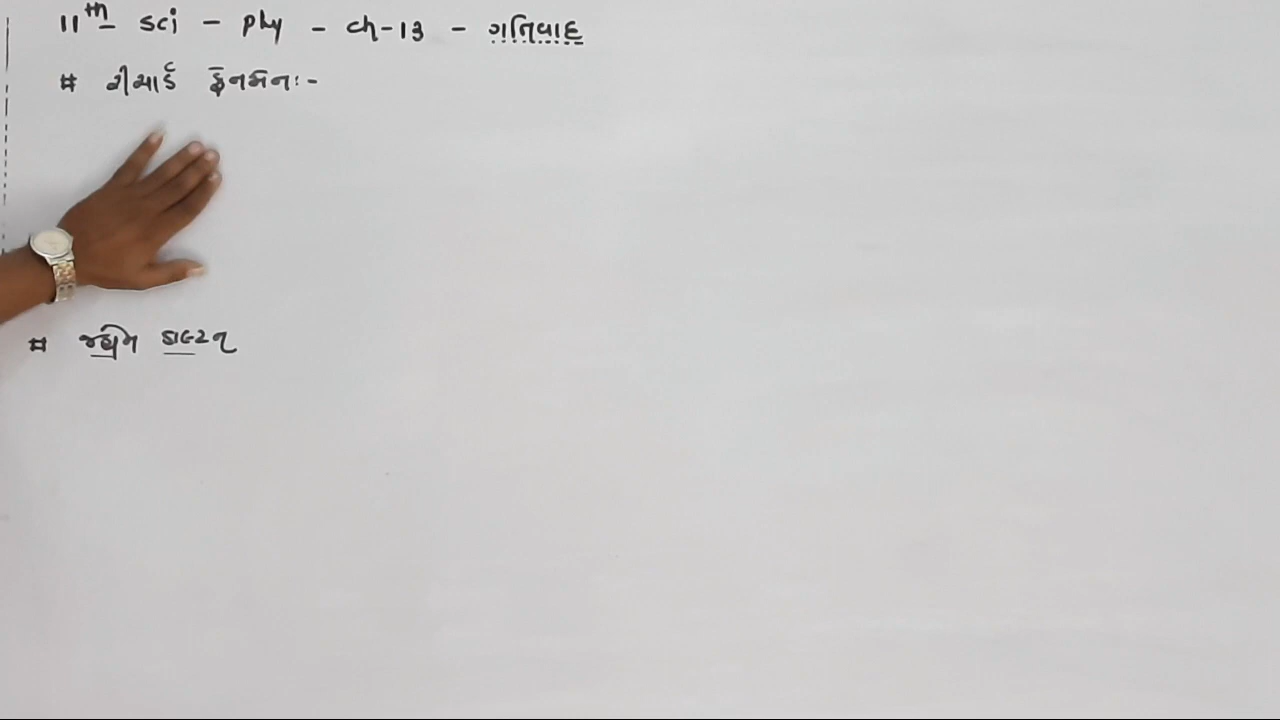 11th sci - phy - ch-13 - ગતિવાદ
# રીચાર્ડ ફેનમેનઃ-
# જ્હોન ડાલ્ટન